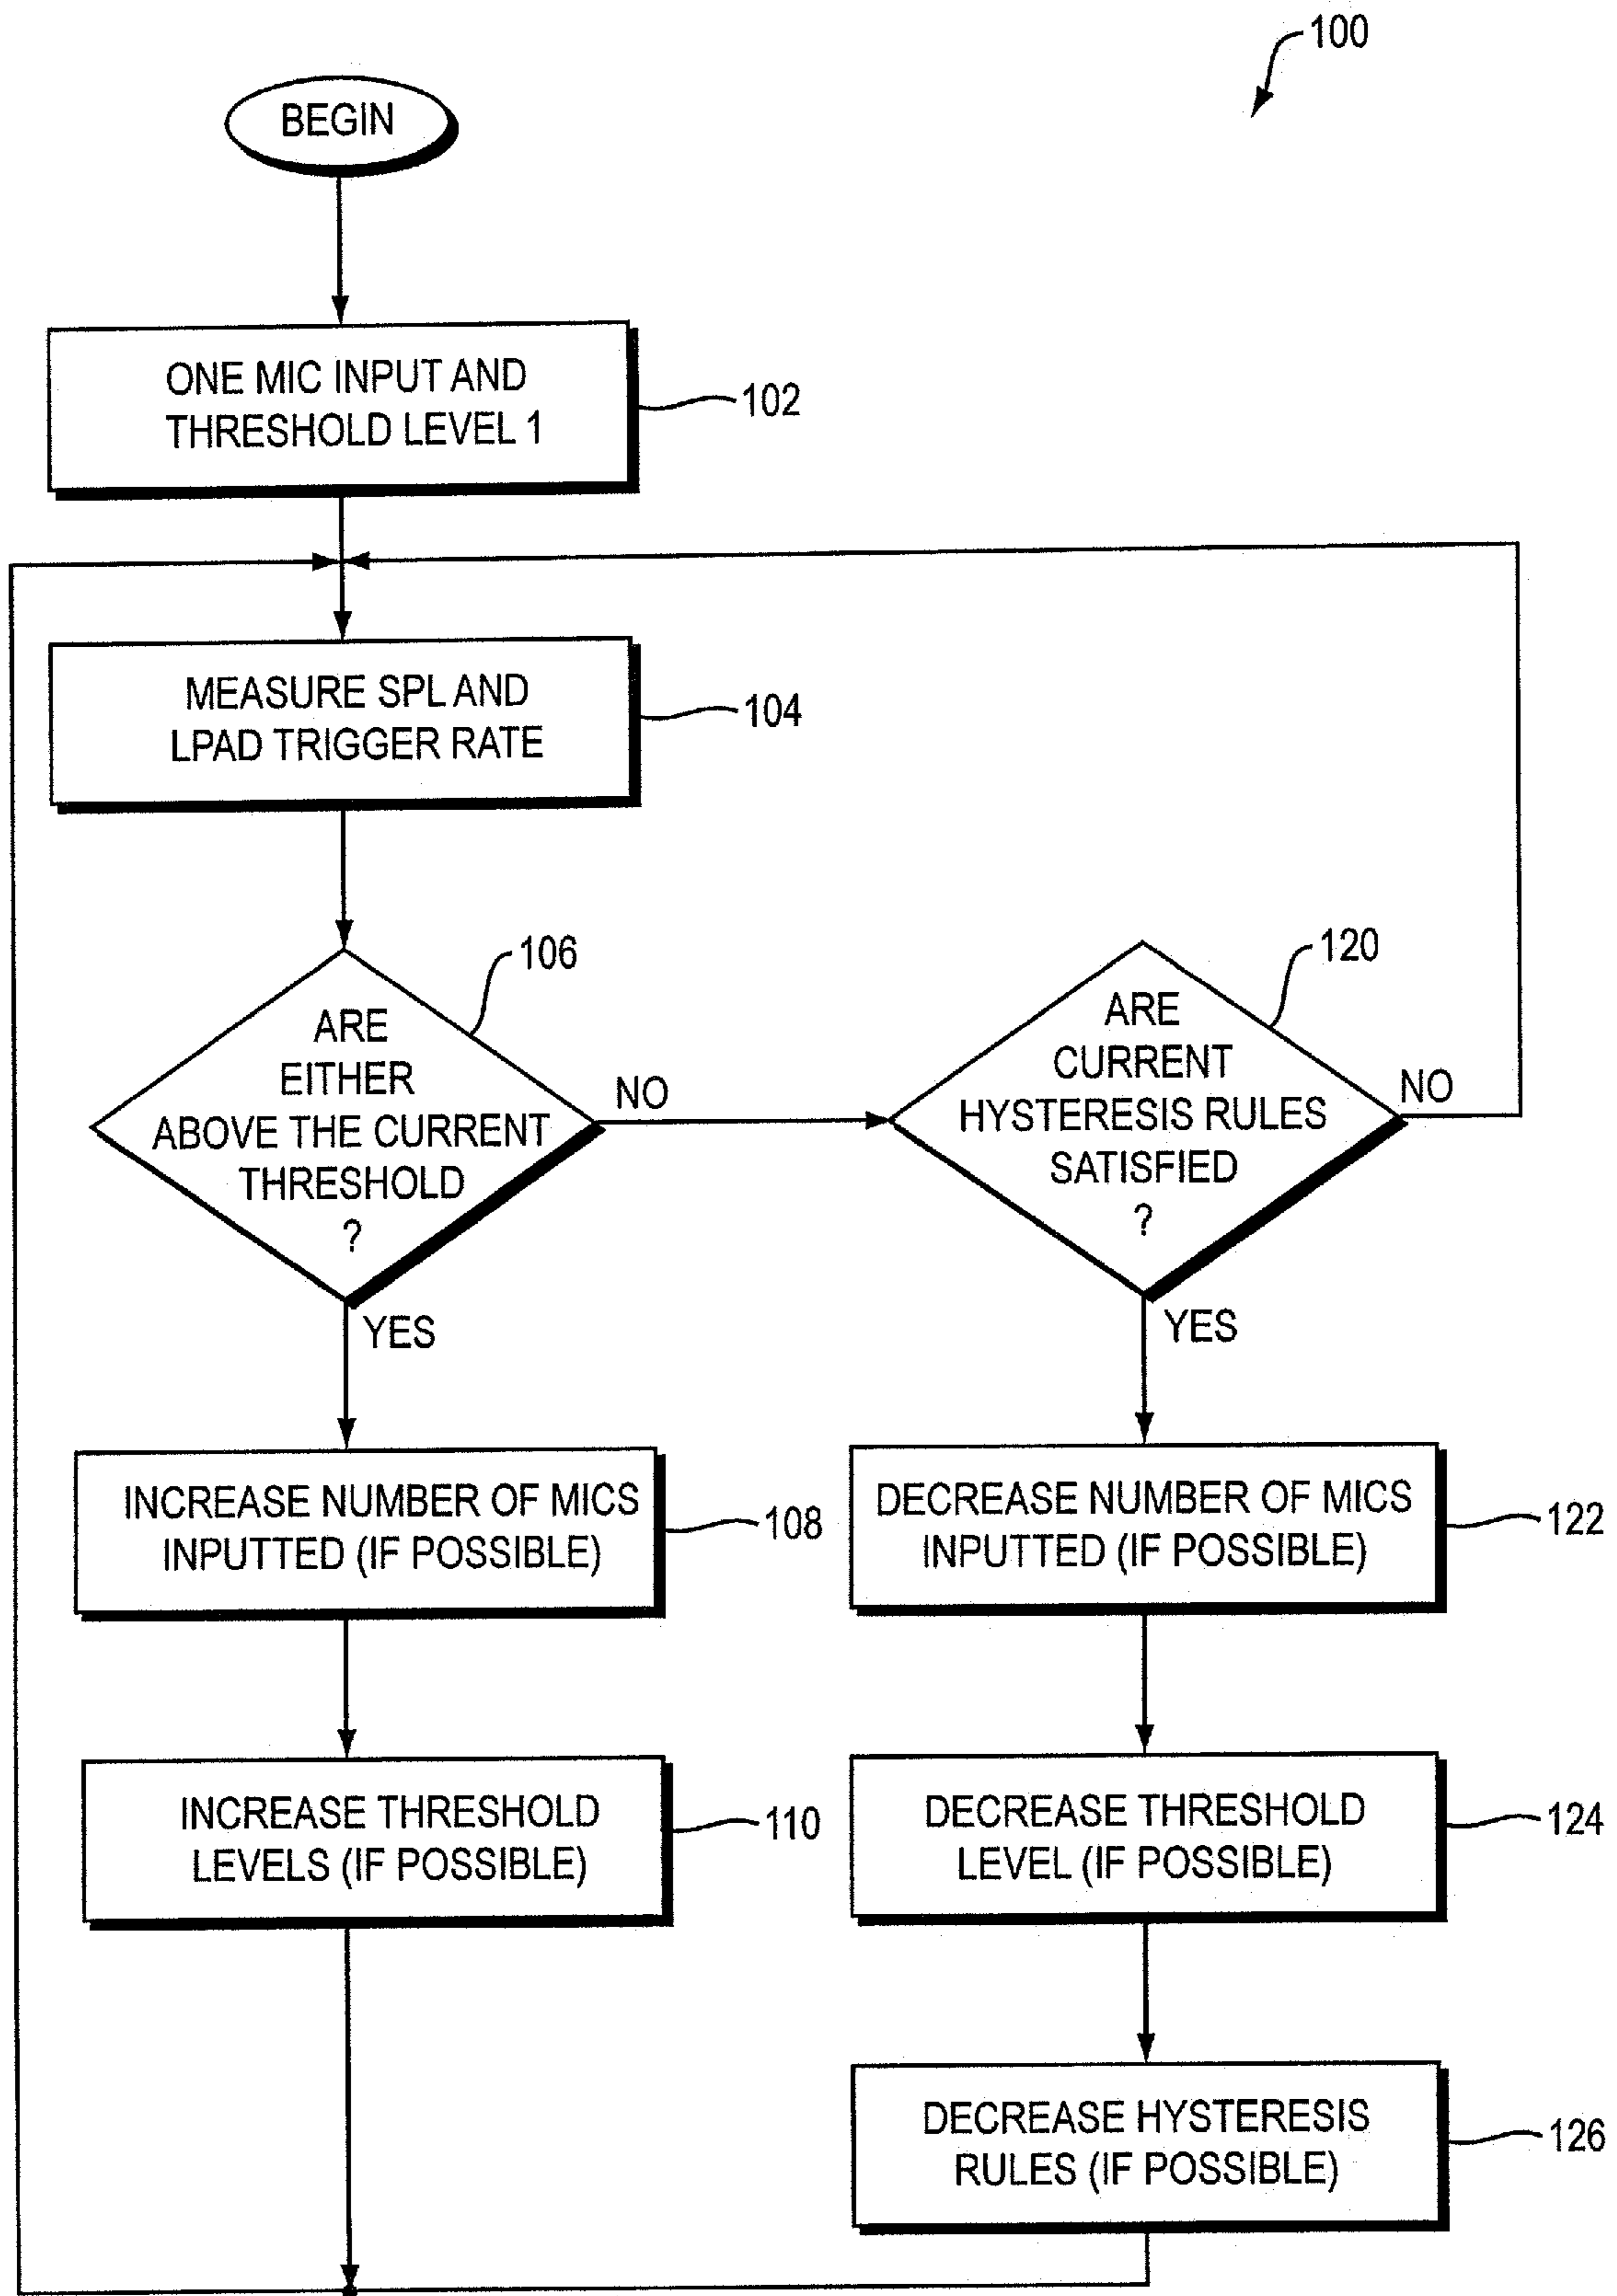 100
BEGIN
ONE MIC INPUT AND
THRESHOLD LEVEL 1
102
MEASURE SPL AND
LPAD TRIGGER RATE
104
106
ARE
EITHER
ABOVE THE CURRENT
THRESHOLD
?
NO
YES
120
ARE
CURRENT
HYSTERESIS RULES
SATISFIED
?
NO
YES
INCREASE NUMBER OF MICS
INPUTTED (IF POSSIBLE)
108
DECREASE NUMBER OF MICS
INPUTTED (IF POSSIBLE)
122
INCREASE THRESHOLD
LEVELS (IF POSSIBLE)
110
DECREASE THRESHOLD
LEVEL (IF POSSIBLE)
124
DECREASE HYSTERESIS
RULES (IF POSSIBLE)
126